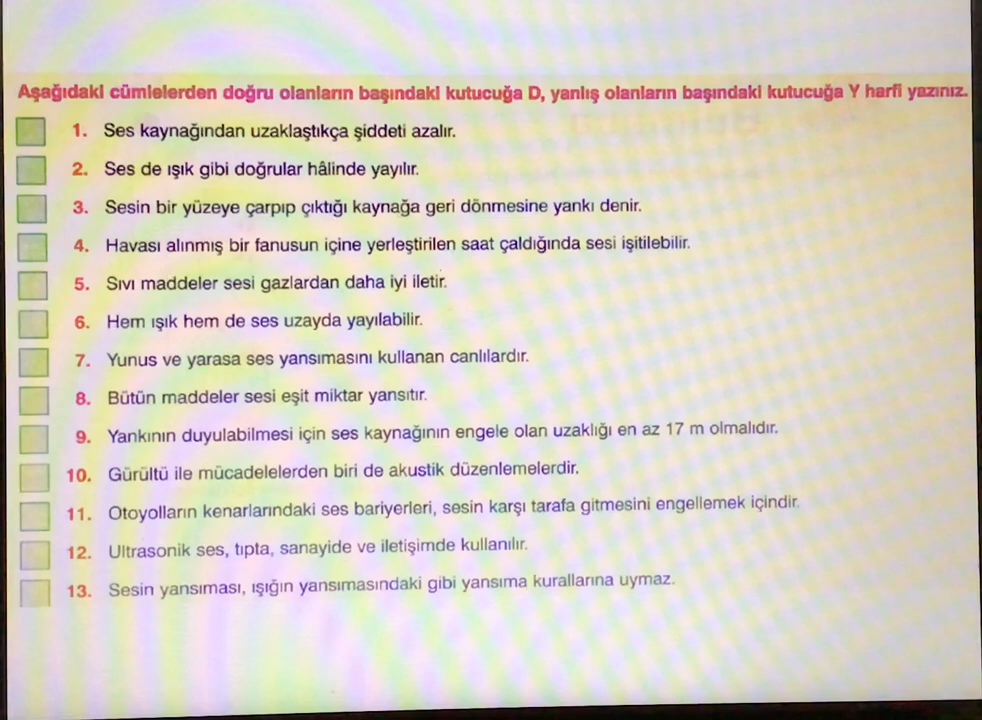 Aşağıdaki cümlelerden doğru olanların başındaki kutucuğa D, yanlış olanların başındaki kutucuğa Y harfi yazınız.
1. Ses kaynağından uzaklaştıkça şiddeti azalır.
2. Ses de ışık gibi doğrular hâlinde yayılır.
3. Sesin bir yüzeye çarpıp çıktığı kaynağa geri dönmesine yankı denir.
4. Havası alınmış bir fanusun içine yerleştirilen saat çaldığında sesi işitilebilir.
5. Sıvı maddeler sesi gazlardan daha iyi iletir.
6. Hem ışık hem de ses uzayda yayılabilir.
7. Yunus ve yarasa ses yansımasını kullanan canlılardır.
8. Bütün maddeler sesi eşit miktar yansıtır.
9. Yankının duyulabilmesi için ses kaynağının engele olan uzaklığı en az 17 m olmalıdır.
10. Gürültü ile mücadelelerden biri de akustik düzenlemelerdir.
11. Otoyolların kenarlarındaki ses bariyerleri, sesin karşı tarafa gitmesini engellemek içindir.
12. Ultrasonik ses, tıpta, sanayide ve iletişimde kullanılır.
13. Sesin yansıması, ışığın yansımasındaki gibi yansıma kurallarına uymaz.